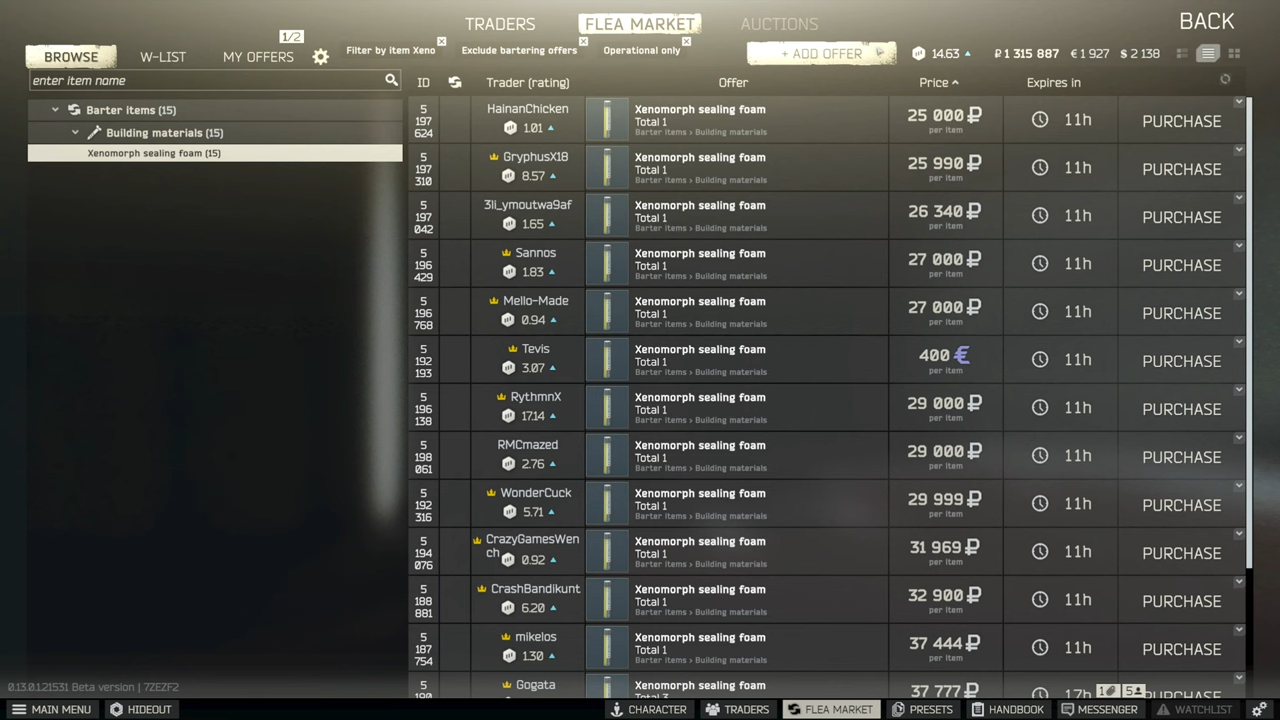 TRADERS FLEA MARKET AUCTIONS BACK
1/2
BROWSE W-LIST MY OFFERS Filter by item Xeno x Exclude bartering offers x Operational only x + ADD OFFER 14.63 ₽ 1 315 887 € 1 927 $ 2 138
enter item name
ID Trader (rating) Offer Price Expires in
Barter items (15)
Building materials (15)
Xenomorph sealing foam (15)
5 197 624 HainanChicken 1.01 Xenomorph sealing foam Total 1 Barter items > Building materials 25 000 ₽ per item 11h PURCHASE
5 197 310 GryphusX18 8.57 Xenomorph sealing foam Total 1 Barter items > Building materials 25 990 ₽ per item 11h PURCHASE
5 197 042 3li_ymoutwa9af 1.65 Xenomorph sealing foam Total 1 Barter items > Building materials 26 340 ₽ per item 11h PURCHASE
5 196 429 Sannos 1.83 Xenomorph sealing foam Total 1 Barter items > Building materials 27 000 ₽ per item 11h PURCHASE
5 196 768 Mello-Made 0.94 Xenomorph sealing foam Total 1 Barter items > Building materials 27 000 ₽ per item 11h PURCHASE
5 192 193 Tevis 3.07 Xenomorph sealing foam Total 1 Barter items > Building materials 400 € per item 11h PURCHASE
5 196 138 RythmnX 17.14 Xenomorph sealing foam Total 1 Barter items > Building materials 29 000 ₽ per item 11h PURCHASE
5 198 061 RMCmazed 2.76 Xenomorph sealing foam Total 1 Barter items > Building materials 29 000 ₽ per item 11h PURCHASE
5 192 316 WonderCuck 5.71 Xenomorph sealing foam Total 1 Barter items > Building materials 29 999 ₽ per item 11h PURCHASE
5 194 076 CrazyGamesWench 0.92 Xenomorph sealing foam Total 1 Barter items > Building materials 31 969 ₽ per item 11h PURCHASE
5 188 881 CrashBandikunt 6.20 Xenomorph sealing foam Total 1 Barter items > Building materials 32 900 ₽ per item 11h PURCHASE
5 187 754 mikelos 1.30 Xenomorph sealing foam Total 1 Barter items > Building materials 37 444 ₽ per item 11h PURCHASE
5 Gogata Xenomorph sealing foam 37 777 ₽ 17h PURCHASE
0.13.0.1.21531 Beta version | 7ZEZF2
1 5
MAIN MENU HIDEOUT CHARACTER TRADERS FLEA MARKET PRESETS HANDBOOK MESSENGER WATCHLIST